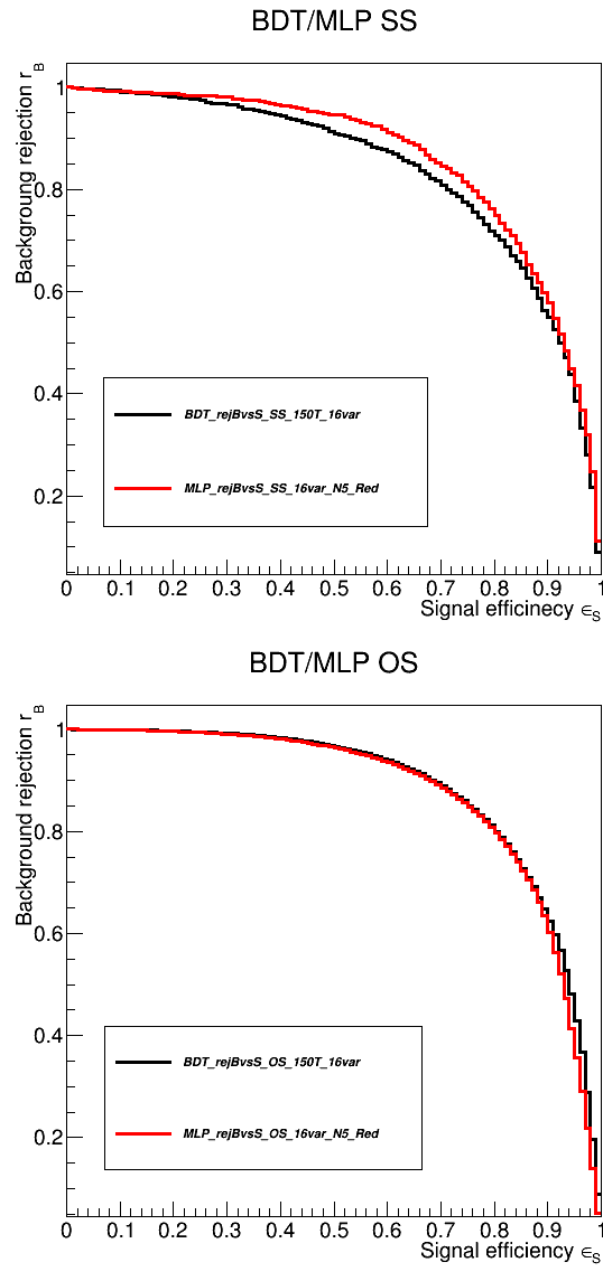 BDT/MLP SS
Backgroung rejection r_B
1
0.8
0.6
0.4
0.2
BDT_rejBvsS_SS_150T_16var
MLP_rejBvsS_SS_16var_N5_Red
0 0.1 0.2 0.3 0.4 0.5 0.6 0.7 0.8 0.9 1
Signal efficinecy ϵ_S
BDT/MLP OS
Background rejection r_B
1
0.8
0.6
0.4
0.2
BDT_rejBvsS_OS_150T_16var
MLP_rejBvsS_OS_16var_N5_Red
0 0.1 0.2 0.3 0.4 0.5 0.6 0.7 0.8 0.9 1
Signal efficiency ϵ_S